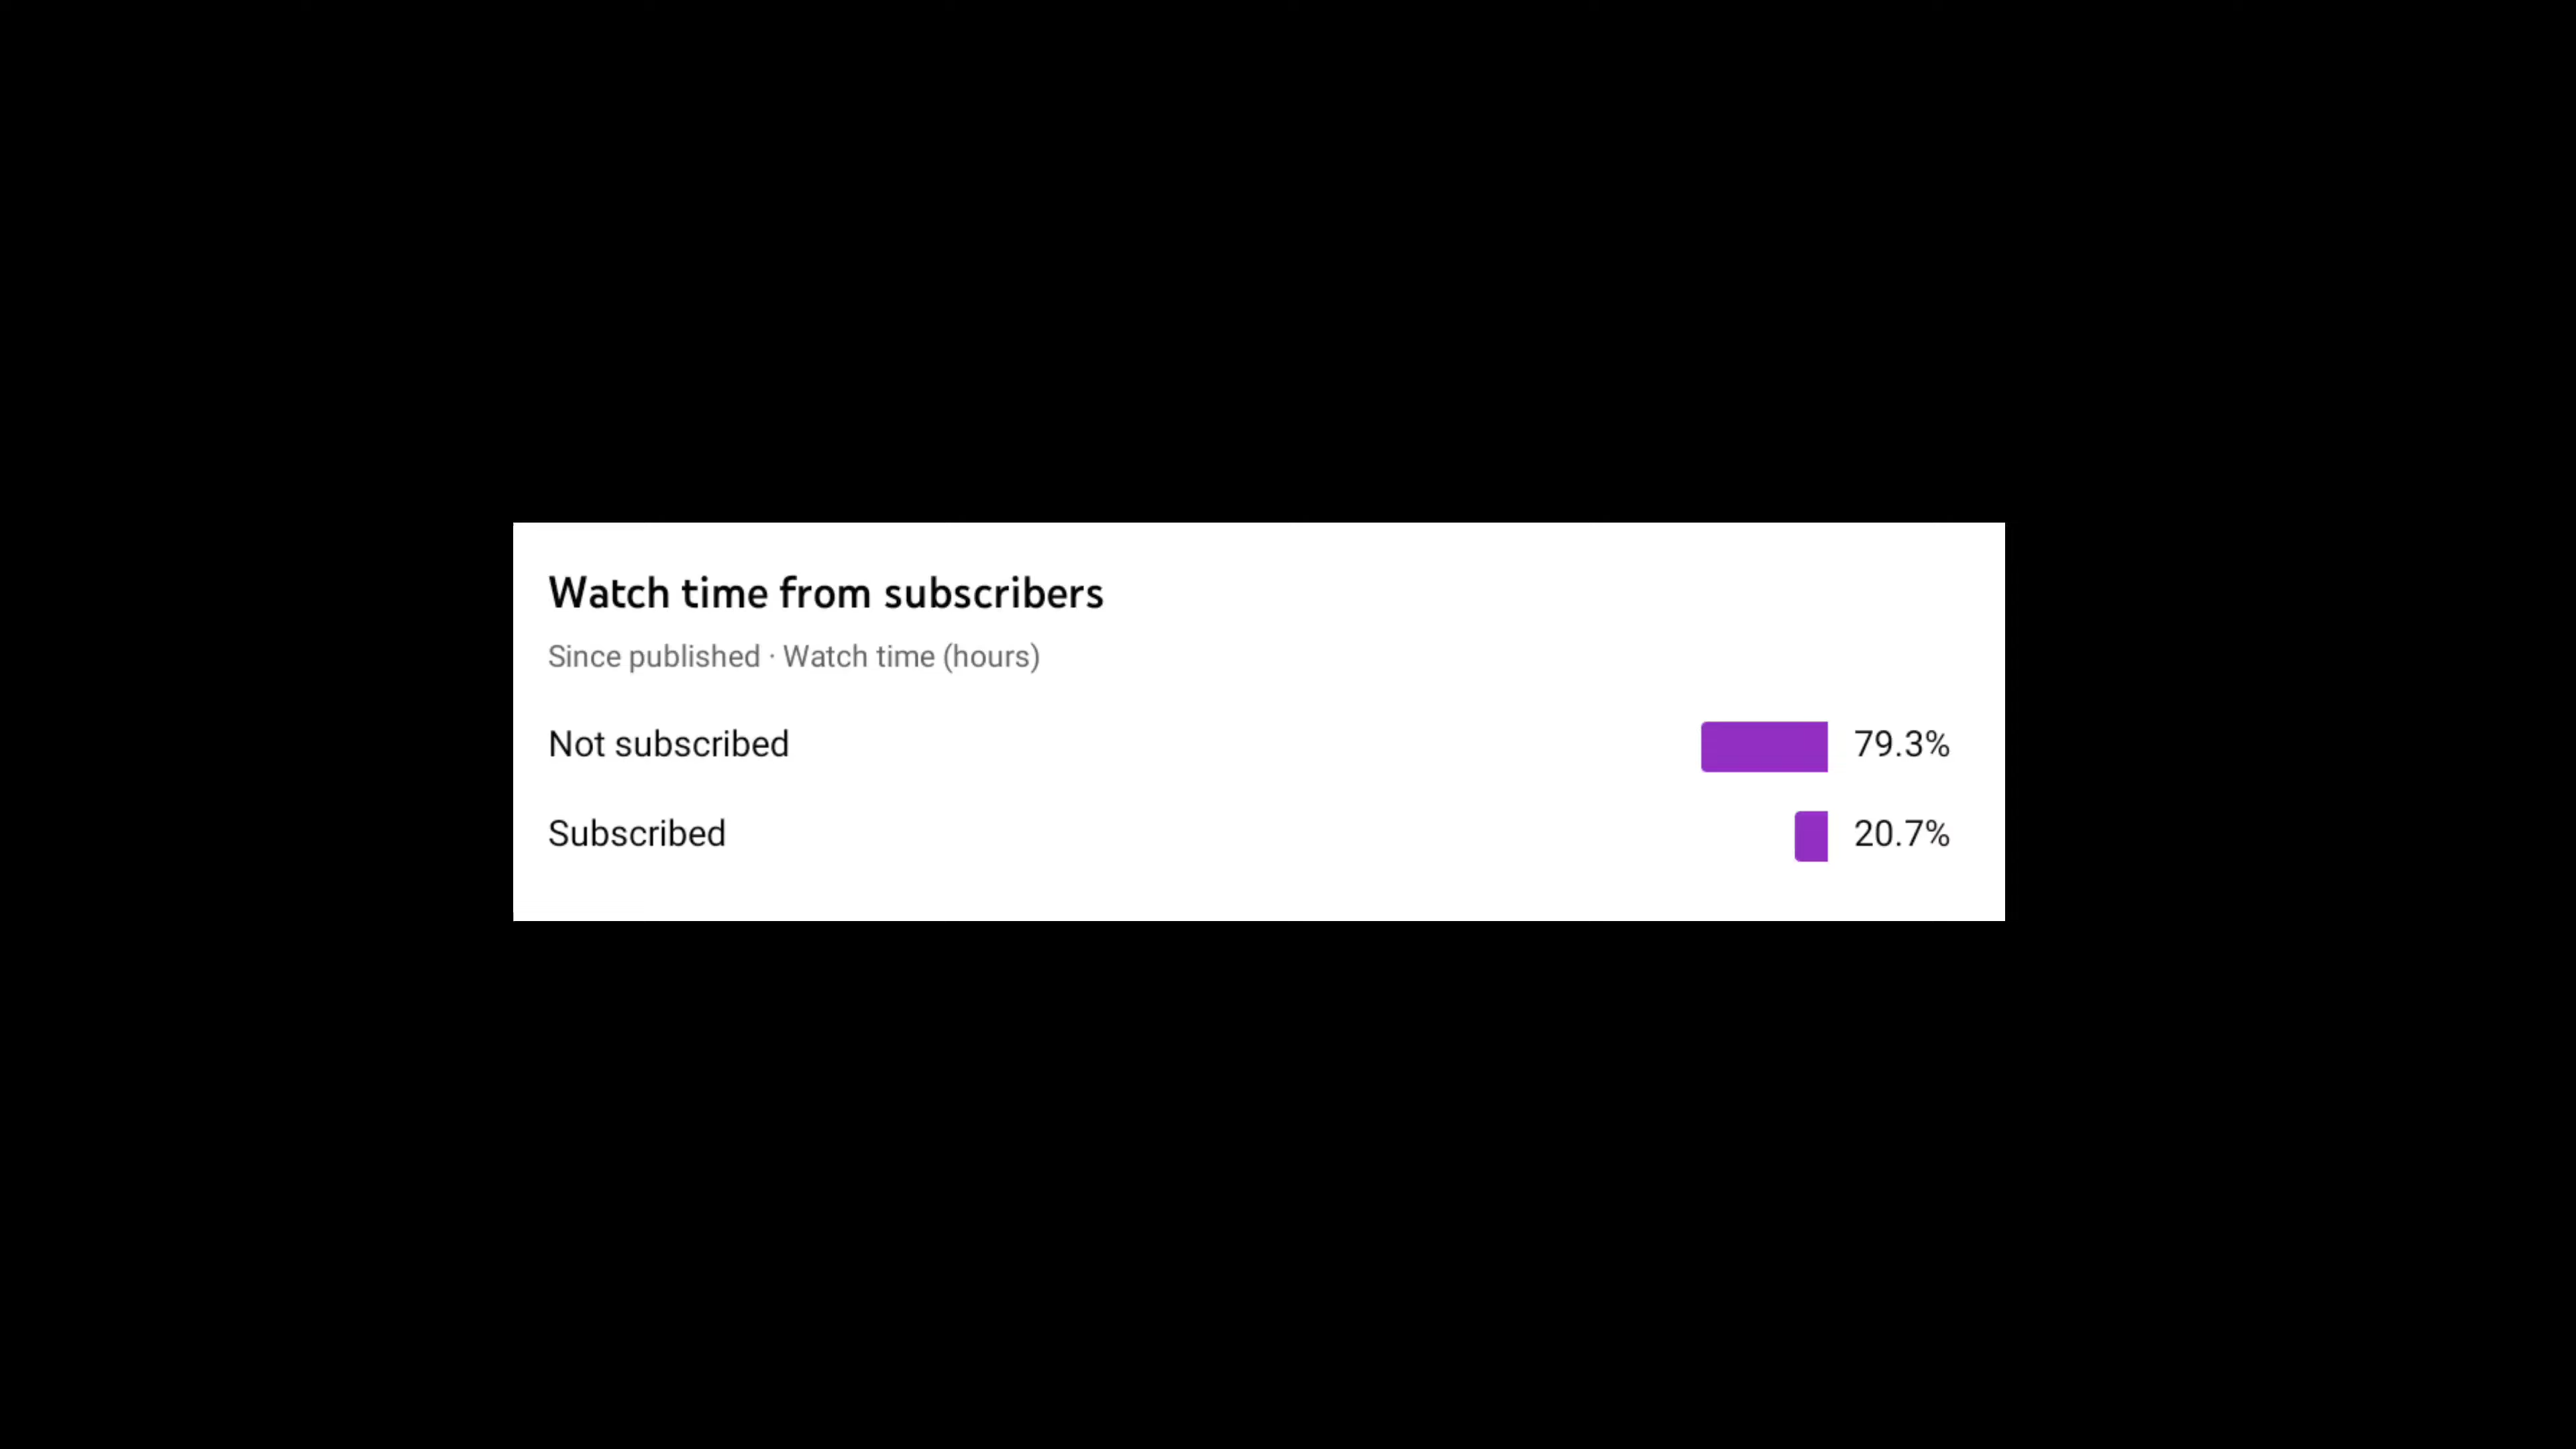 Watch time from subscribers
Since published · Watch time (hours)
Not subscribed 79.3%
Subscribed 20.7%